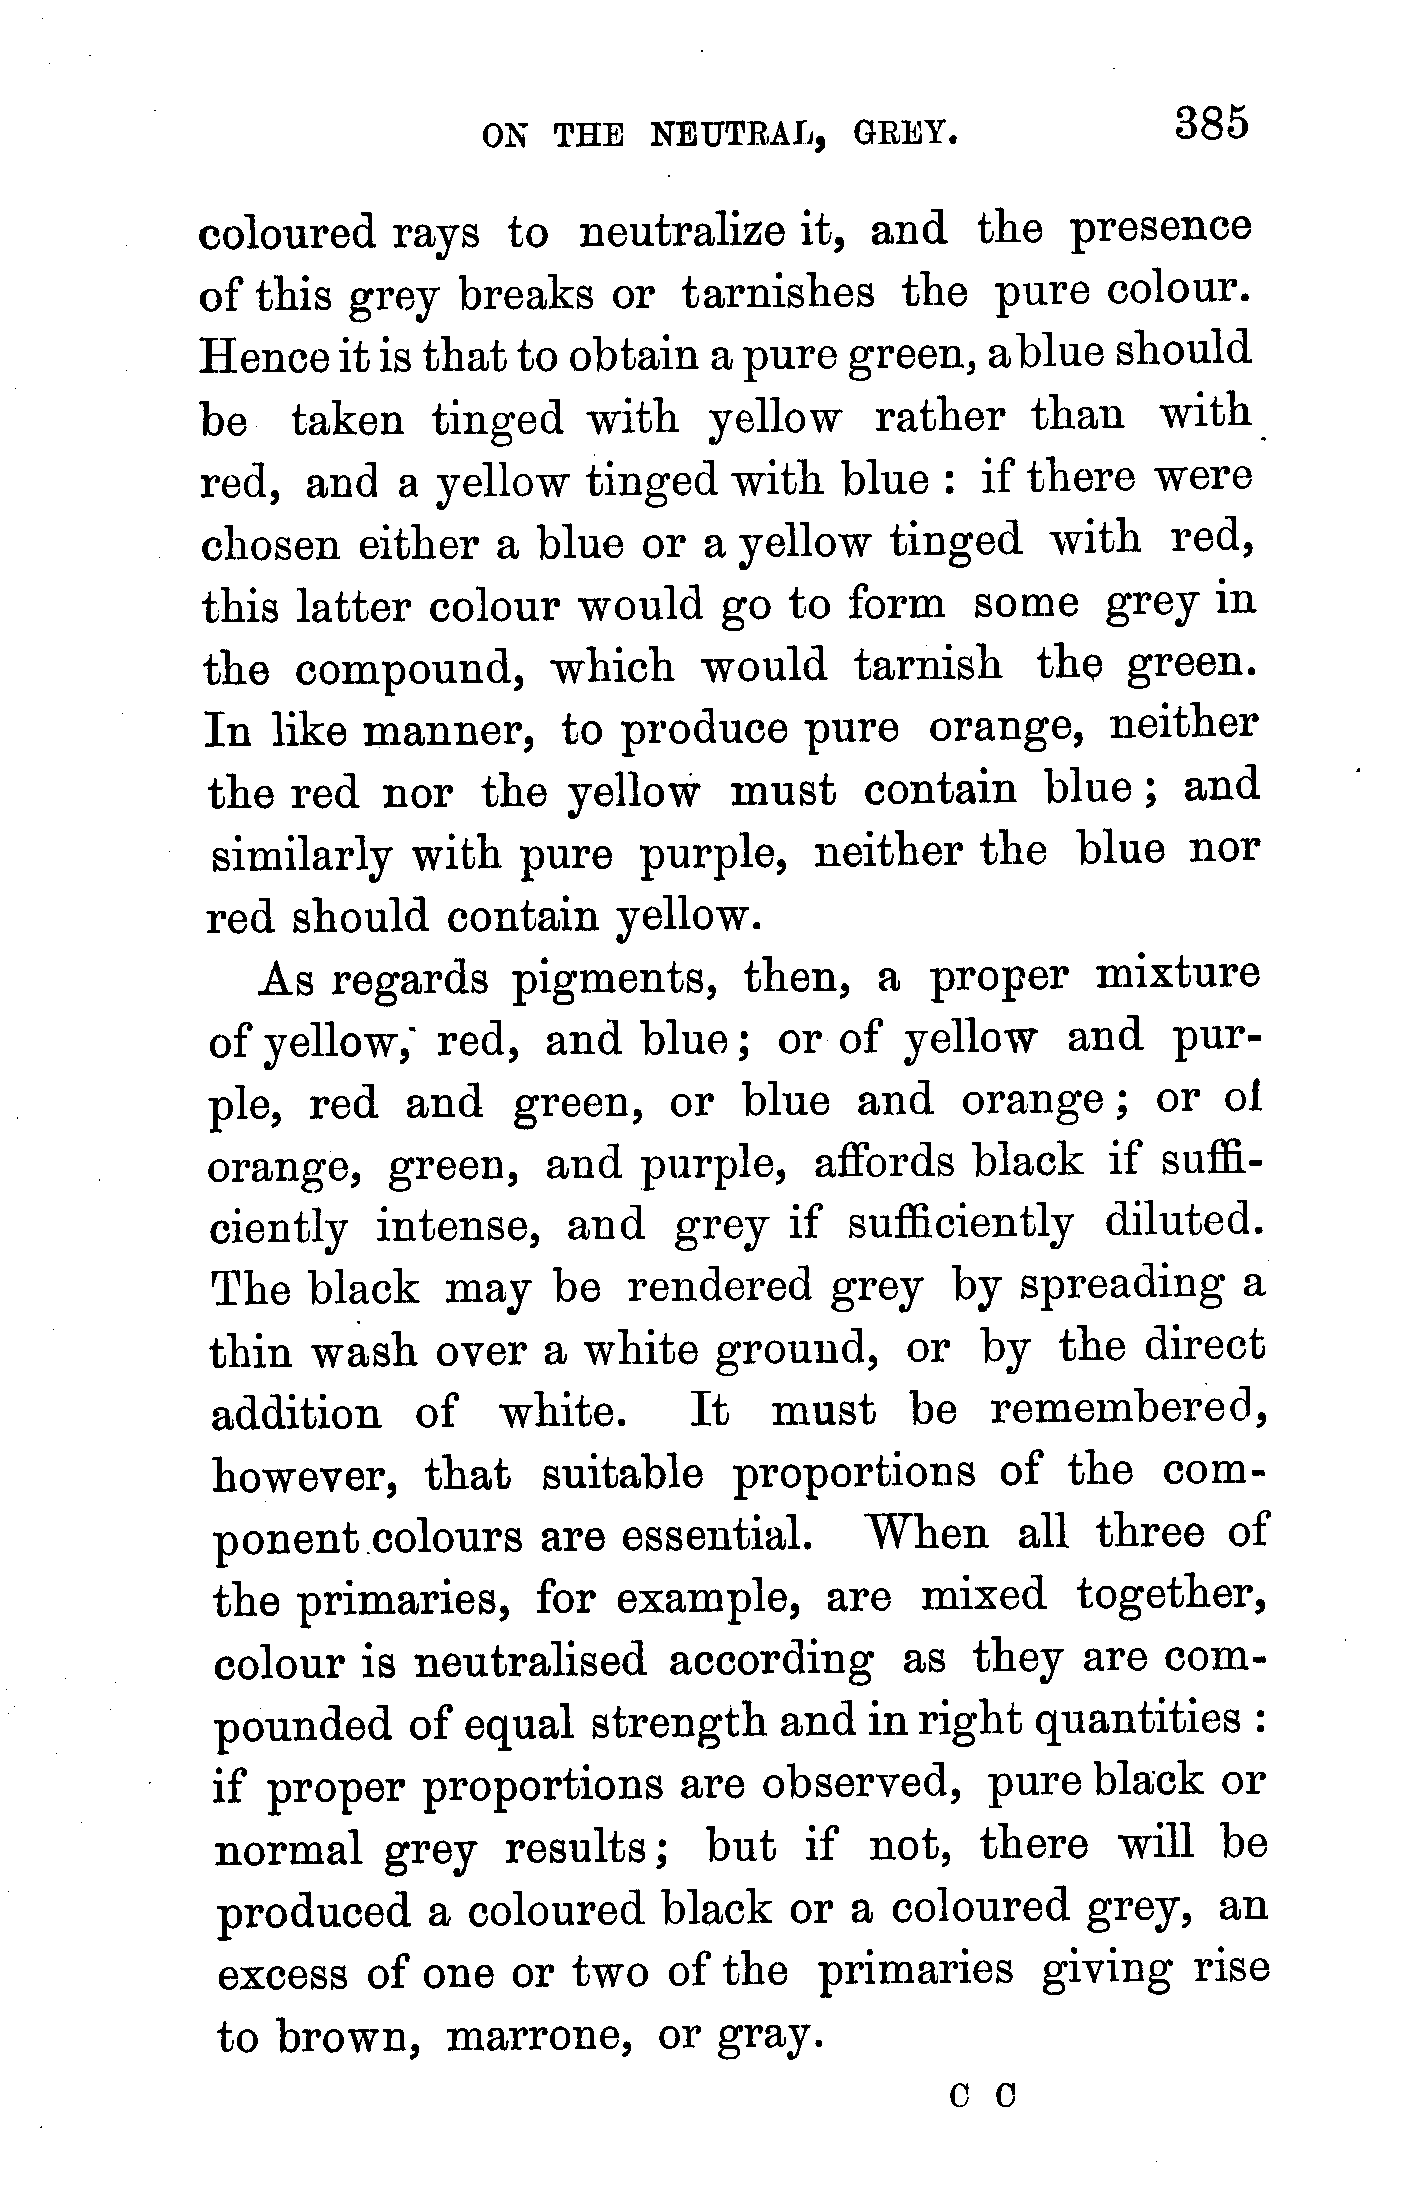 ON THE NEUTRAL, GREY. 385
coloured rays to neutralize it, and the presence
of this grey breaks or tarnishes the pure colour.
Hence it is that to obtain a pure green, a blue should
be taken tinged with yellow rather than with
red, and a yellow tinged with blue : if there were
chosen either a blue or a yellow tinged with red,
this latter colour would go to form some grey in
the compound, which would tarnish the green.
In like manner, to produce pure orange, neither
the red nor the yellow must contain blue ; and
similarly with pure purple, neither the blue nor
red should contain yellow.
As regards pigments, then, a proper mixture
of yellow, red, and blue ; or of yellow and pur-
ple, red and green, or blue and orange ; or of
orange, green, and purple, affords black if suffi-
ciently intense, and grey if sufficiently diluted.
The black may be rendered grey by spreading a
thin wash over a white ground, or by the direct
addition of white. It must be remembered,
however, that suitable proportions of the com-
ponent colours are essential. When all three of
the primaries, for example, are mixed together,
colour is neutralised according as they are com-
pounded of equal strength and in right quantities :
if proper proportions are observed, pure black or
normal grey results ; but if not, there will be
produced a coloured black or a coloured grey, an
excess of one or two of the primaries giving rise
to brown, marrone, or gray.
C C